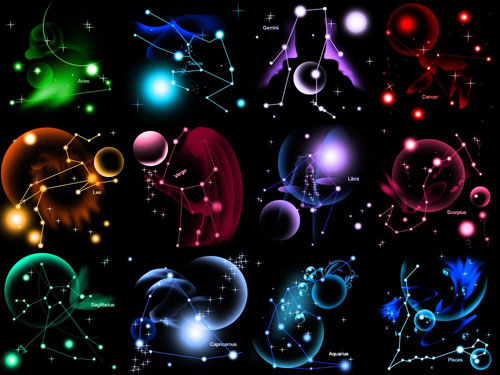 Aries
Taurus
Gemini
Cancer
Leo
Virgo
Libra
Scorpius
Sagittarius
Capricornus
Aquarius
Pisces